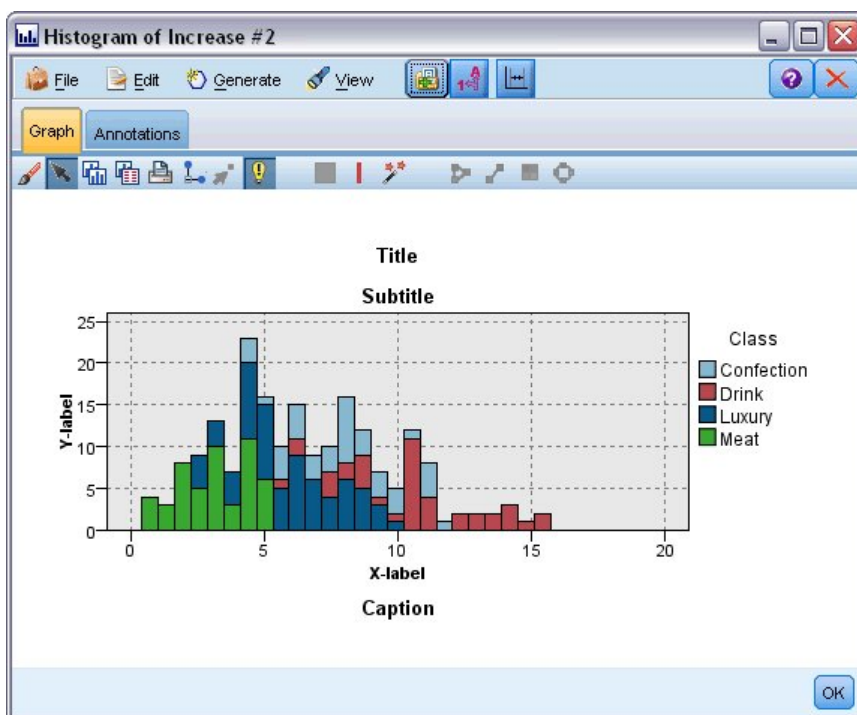 Histogram of Increase #2
File Edit Generate View
Graph Annotations
Title
Subtitle
25
20
15
10
5
0
Y-label
0 5 10 15 20
X-label
Caption
Class
Confection
Drink
Luxury
Meat
OK